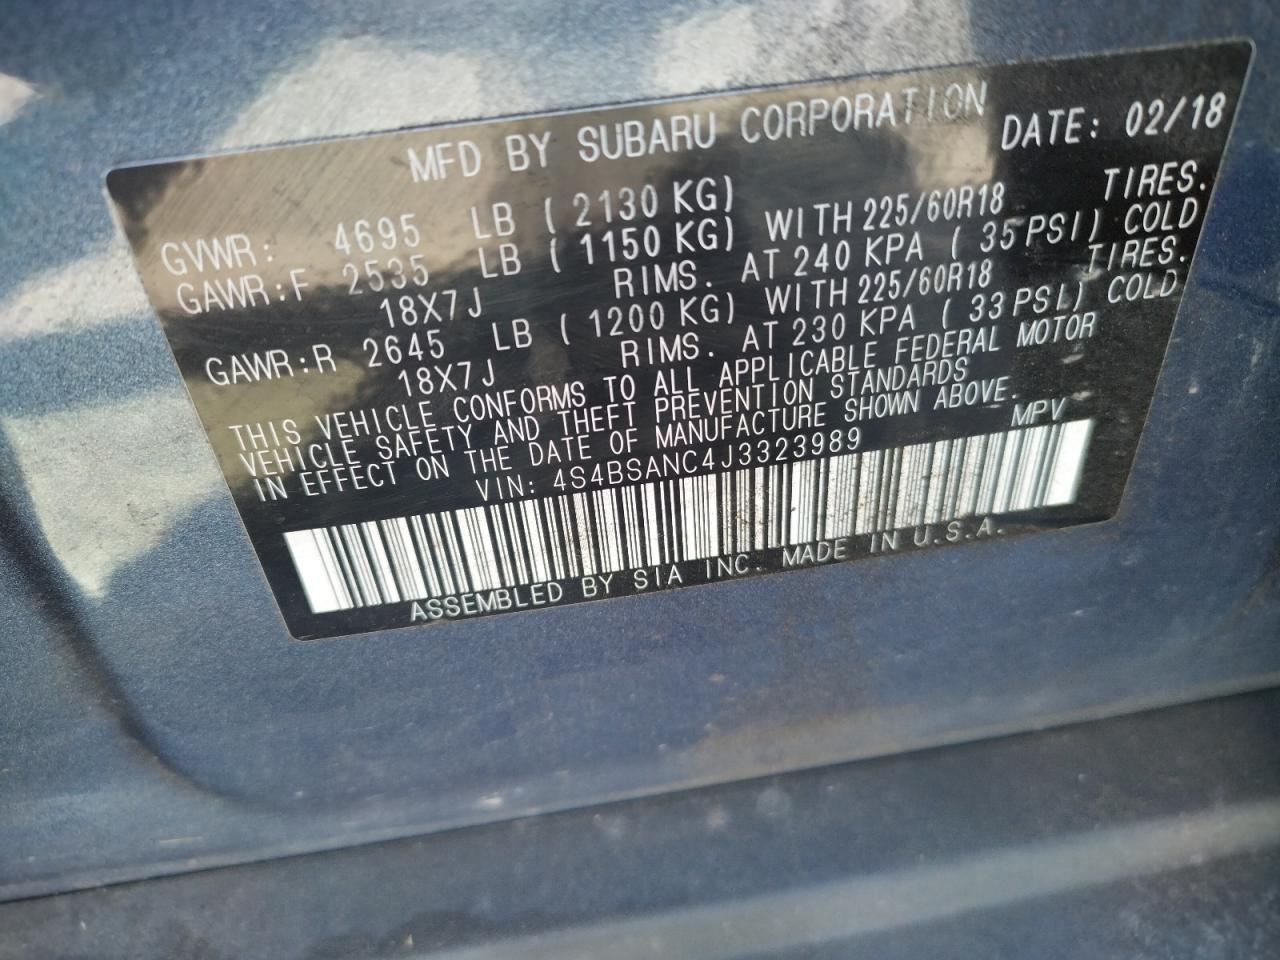 MFD BY SUBARU CORPORATION DATE: 02/18
GVWR: 4695 LB ( 2130 KG)
GAWR:F 2535 LB ( 1150 KG) WITH 225/60R18 TIRES.
18X7J RIMS. AT 240 KPA ( 35 PSI) COLD
GAWR:R 2645 LB ( 1200 KG) WITH 225/60R18 TIRES.
18X7J RIMS. AT 230 KPA ( 33 PSI) COLD
THIS VEHICLE CONFORMS TO ALL APPLICABLE FEDERAL MOTOR
VEHICLE SAFETY AND THEFT PREVENTION STANDARDS
IN EFFECT ON THE DATE OF MANUFACTURE SHOWN ABOVE.
VIN: 4S4BSANC4J3323989 MPV
ASSEMBLED BY SIA INC. MADE IN U.S.A.